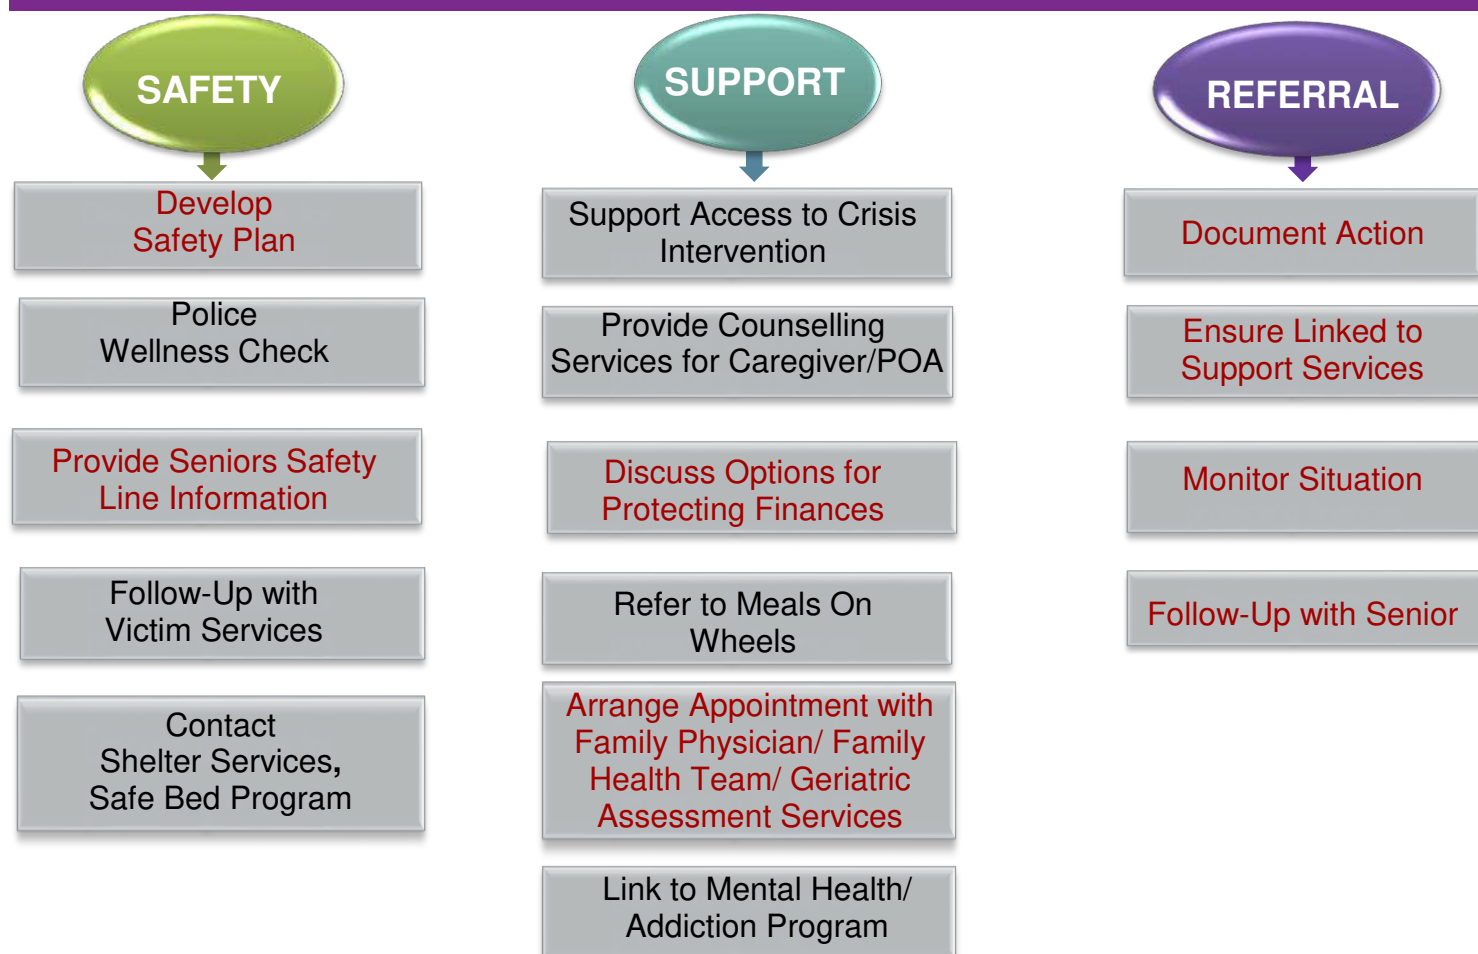 SAFETY
Develop
Safety Plan
Police
Wellness Check
Provide Seniors Safety
Line Information
Follow-Up with
Victim Services
Contact
Shelter Services,
Safe Bed Program
SUPPORT
Support Access to Crisis
Intervention
Provide Counselling
Services for Caregiver/POA
Discuss Options for
Protecting Finances
Refer to Meals On
Wheels
Arrange Appointment with
Family Physician/ Family
Health Team/ Geriatric
Assessment Services
Link to Mental Health/
Addiction Program
REFERRAL
Document Action
Ensure Linked to
Support Services
Monitor Situation
Follow-Up with Senior